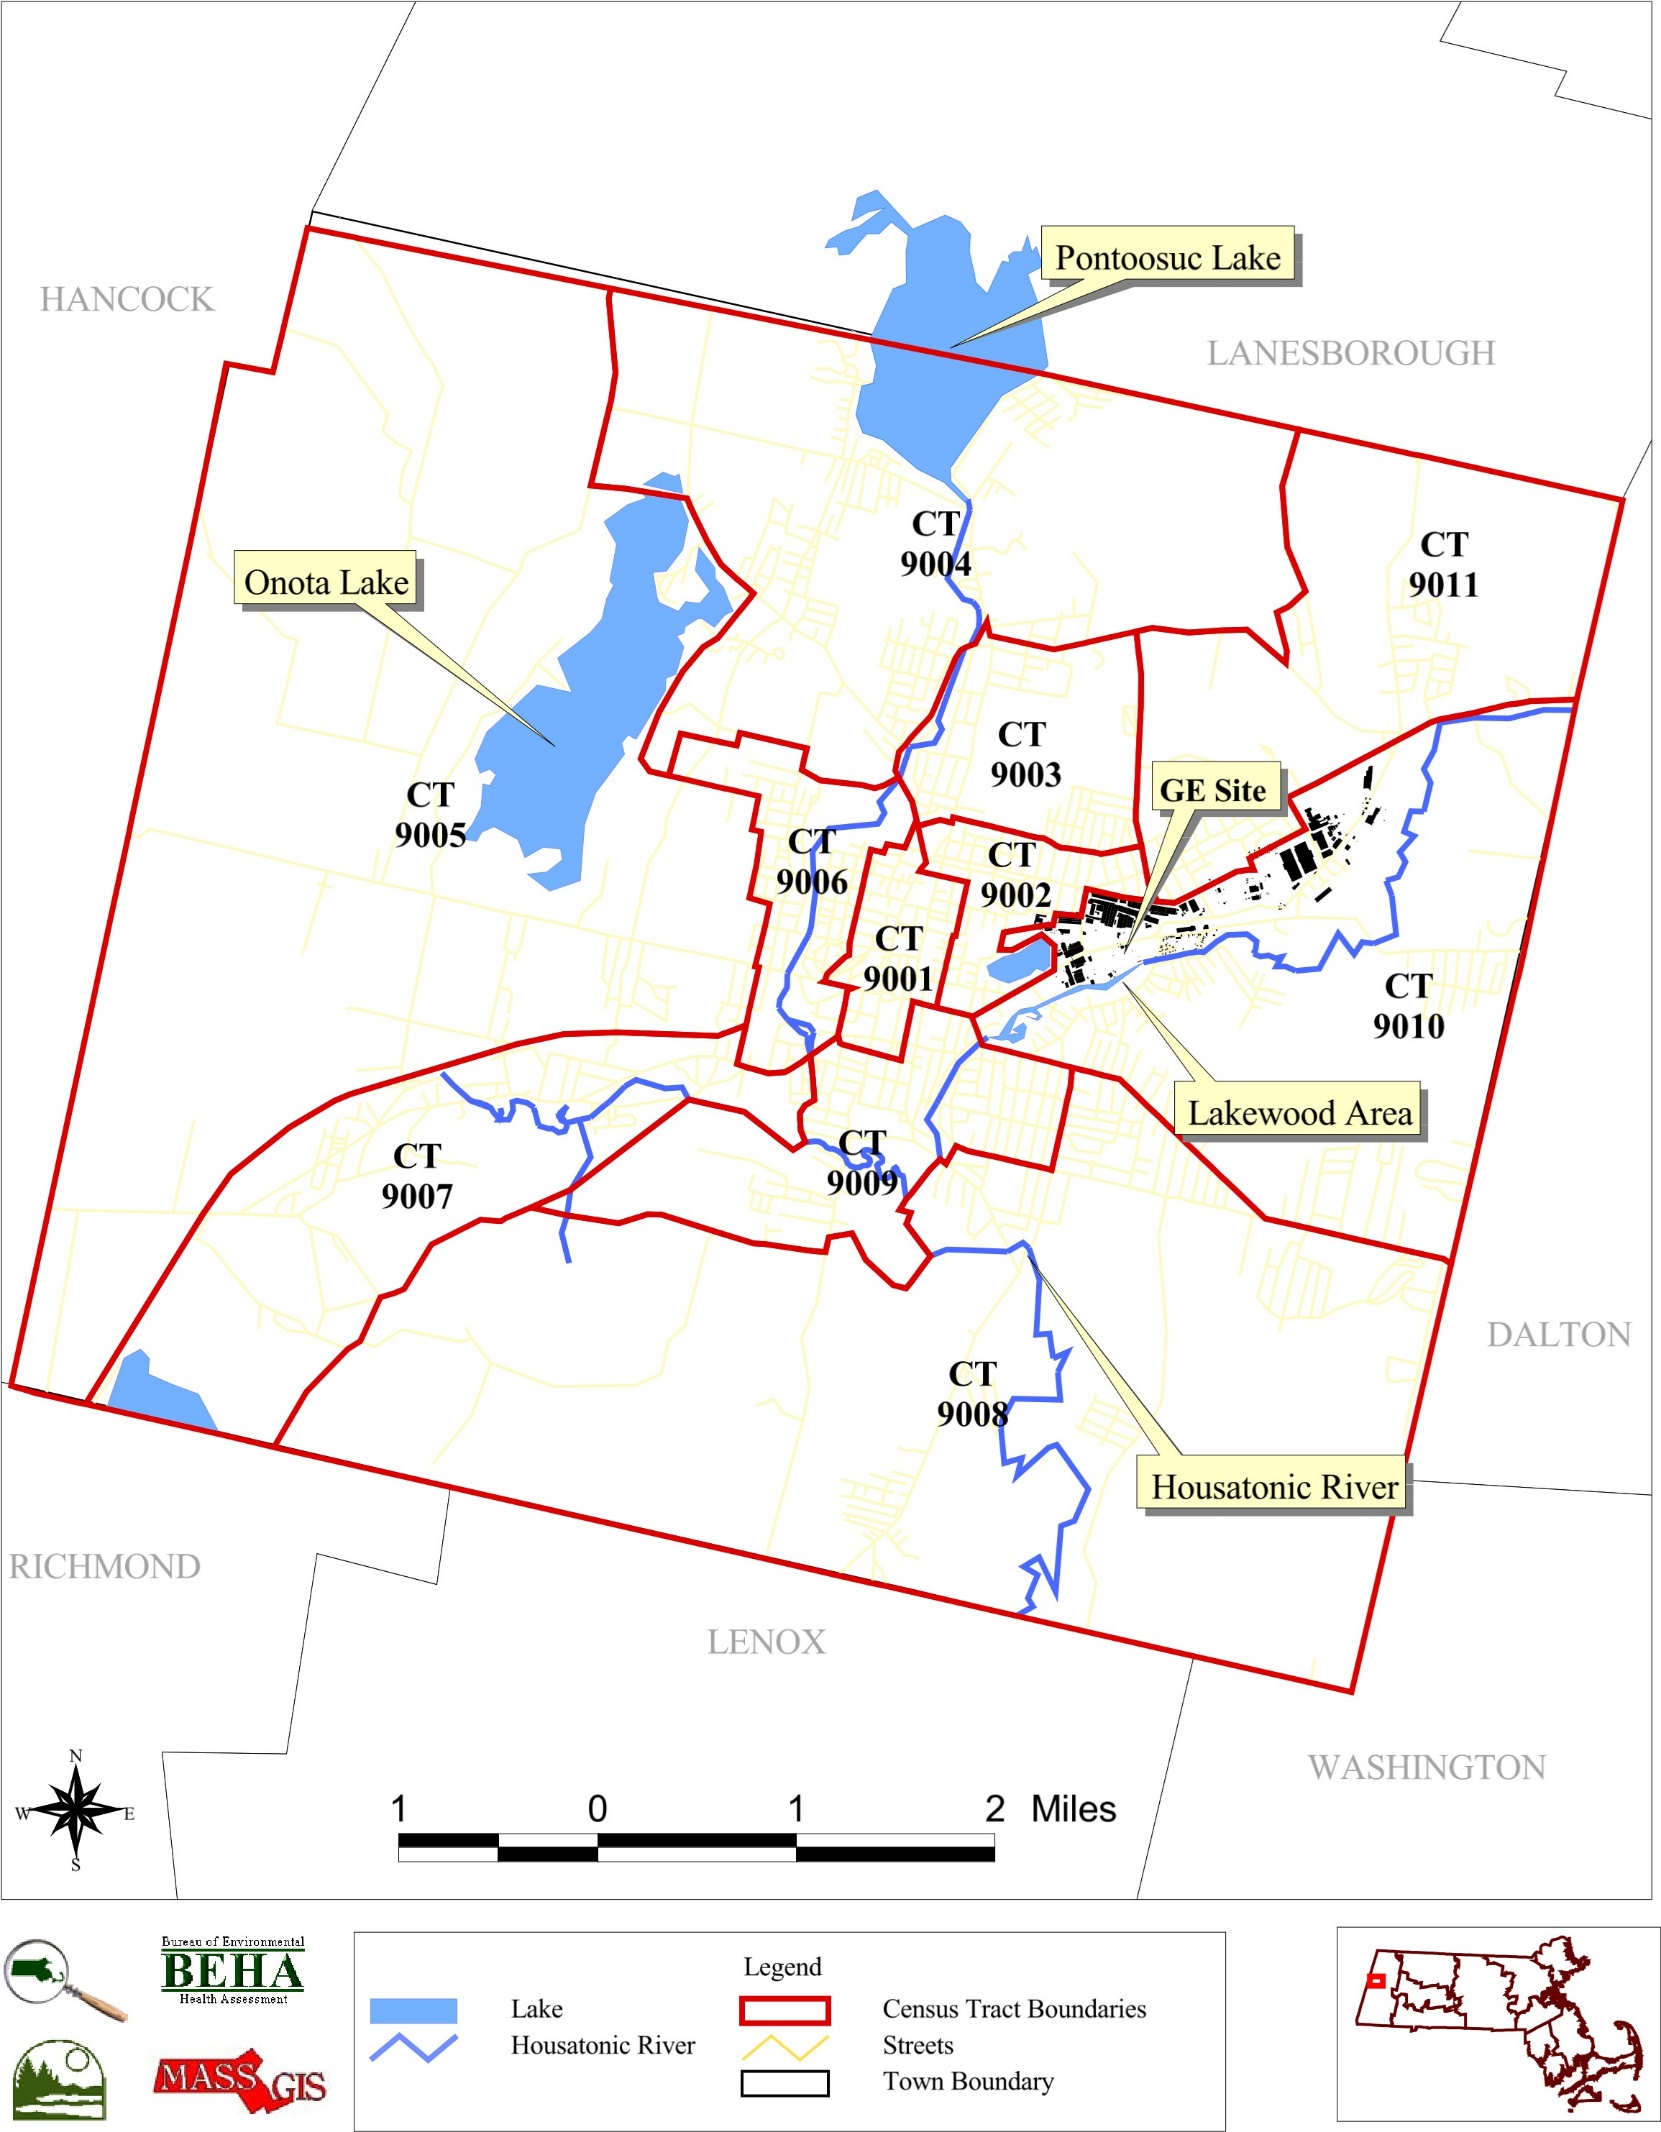 Pontoosuc Lake
HANCOCK
LANESBOROUGH
CT
9004
CT
9011
Onota Lake
CT
9003
GE Site
CT
9005
CT
9006
CT
9002
CT
9001
CT
9010
Lakewood Area
CT
9007
CT
9009
DALTON
CT
9008
Housatonic River
RICHMOND
LENOX
WASHINGTON
N
W E
S
1 0 1 2 Miles
Bureau of Environmental
BEHA
Health Assessment
MASS GIS
Legend
Lake
Housatonic River
Census Tract Boundaries
Streets
Town Boundary